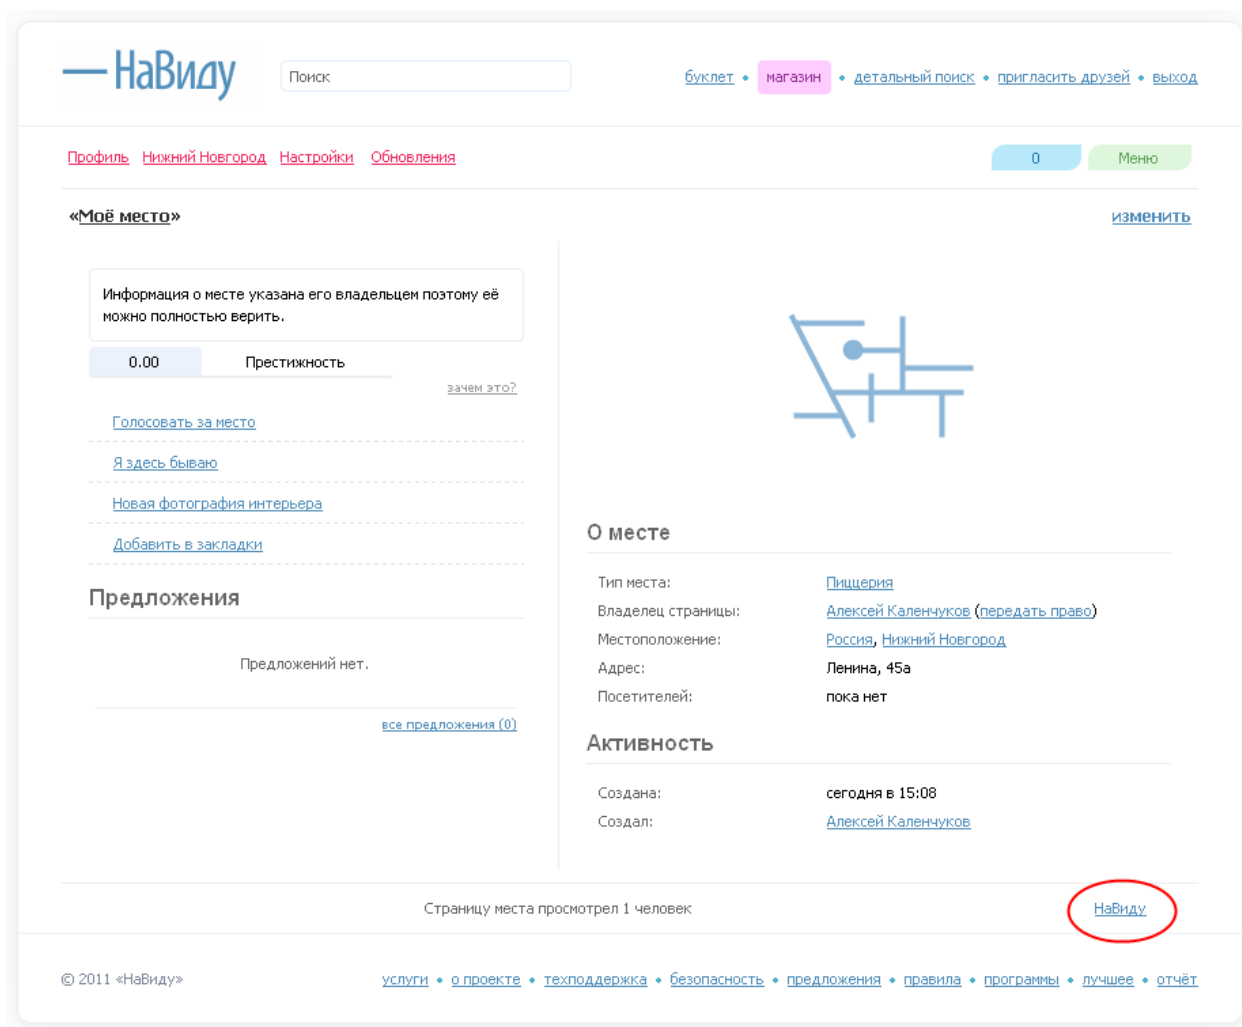 НаВиду
Поиск
буклет • магазин • детальный поиск • пригласить друзей • выход
Профиль Нижний Новгород Настройки Обновления
0 Меню
«Моё место»
изменить
Информация о месте указана его владельцем поэтому её
можно полностью верить.
0.00 Престижность
зачем это?
Голосовать за место
Я здесь бываю
Новая фотография интерьера
Добавить в закладки
Предложения
Предложений нет.
все предложения (0)
О месте
Тип места: Пиццерия
Владелец страницы: Алексей Каленчуков (передать право)
Местоположение: Россия, Нижний Новгород
Адрес: Ленина, 45а
Посетителей: пока нет
Активность
Создана: сегодня в 15:08
Создал: Алексей Каленчуков
Страницу места просмотрел 1 человек
НаВиду
© 2011 «НаВиду»
услуги • о проекте • техподдержка • безопасность • предложения • правила • программы • лучшее • отчёт